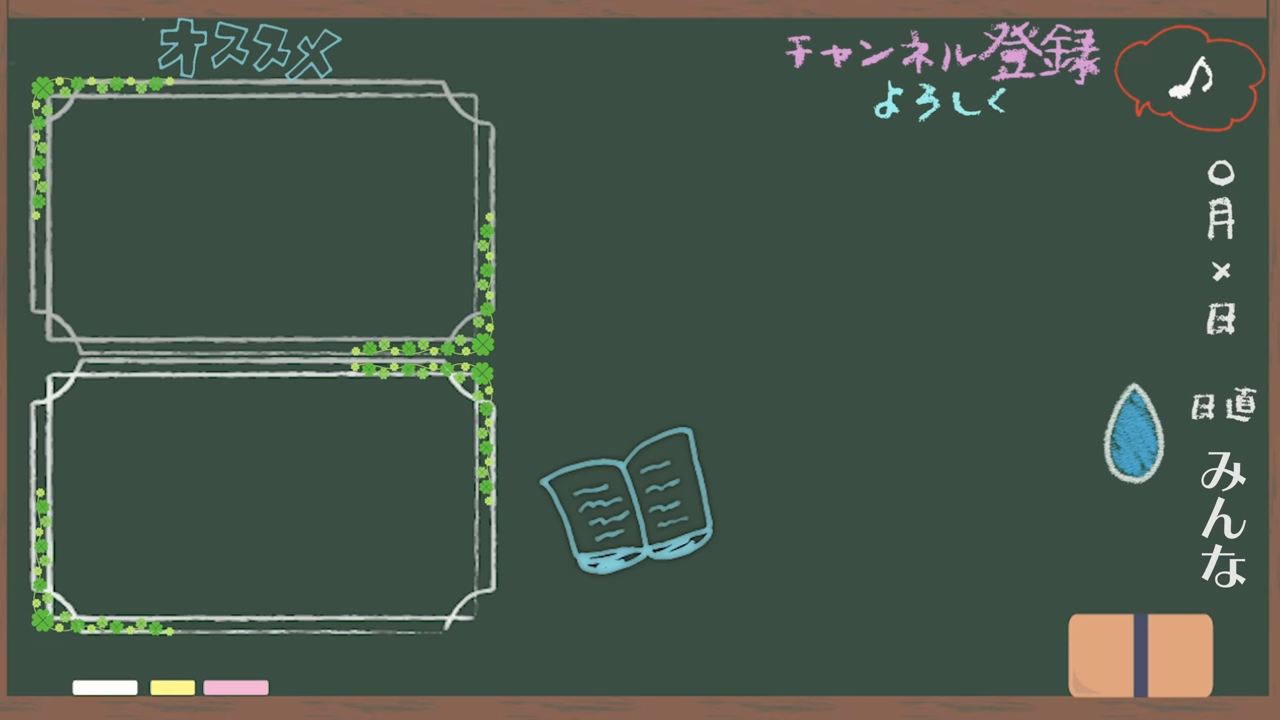 オススメ
チャンネル登録
よろしく
〇月×日
日直
みんな